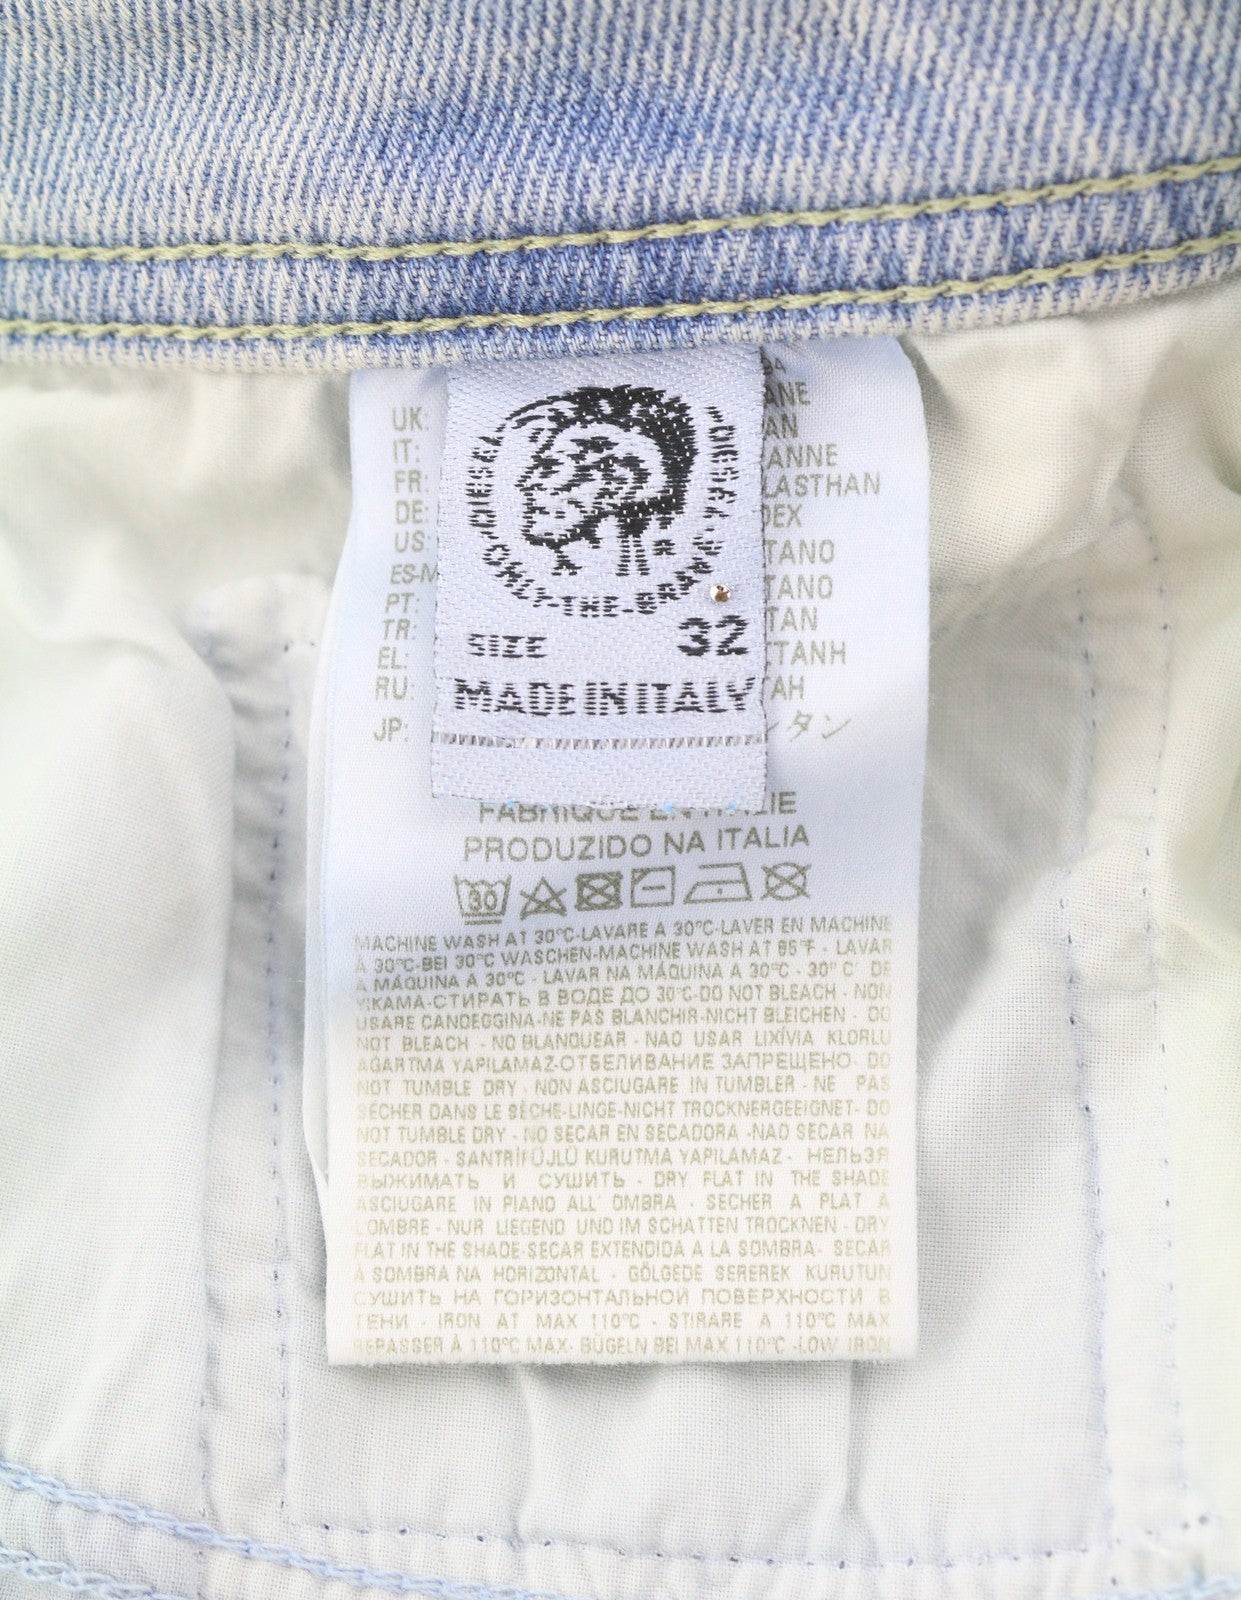 DIESEL
DIESEL
ONLY-THE-BRAVE
R
SIZE 32
MADE IN ITALY
UK:
IT:
FR:
DE:
US
ES-M
PT:
TR:
EL:
RU:
JP:
ANE
AN
ANNE
LASTHAN
DEX
TANO
TANO
TAN
ΣTANH
TAH
ンタン
FABRIQUE EN ITALIE
PRODUZIDO NA ITALIA
30
MACHINE WASH AT 30°C-LAVARE A 30°C-LAVER EN MACHINE
A 30°C-BEI 30°C WASCHEN-MACHINE WASH AT 85°F - LAVAR
A MÁQUINA A 30°C - LAVAR NA MÁQUINA A 30°C - 30° C' DE
YIKAMA-СТИРАТЬ В ВОДЕ ДО 30°C-DO NOT BLEACH - NON
USARE CANDEGGINA-NE PAS BLANCHIR-NICHT BLEICHEN - DO
NOT BLEACH - NO BLANQUEAR - NAO USAR LIXÍVIA KLORLU
AĞARTMA YAPILAMAZ-ОТБЕЛИВАНИЕ ЗАПРЕЩЕНО- DO
NOT TUMBLE DRY - NON ASCIUGARE IN TUMBLER - NE PAS
SÉCHER DANS LE SÈCHE-LINGE-NICHT TROCKNERGEEIGNET- DO
NOT TUMBLE DRY - NO SECAR EN SECADORA -NAO SECAR NA
SECADOR - SANTRİFÜJLÜ KURUTMA YAPILAMAZ - НЕЛЬЗЯ
ВЫЖИМАТЬ И СУШИТЬ - DRY FLAT IN THE SHADE
ASCIUGARE IN PIANO ALL' OMBRA - SECHER A PLAT A
L'OMBRE - NUR LIEGEND UND IM SCHATTEN TROCKNEN - DRY
FLAT IN THE SHADE-SECAR EXTENDIDA A LA SOMBRA- SECAR
À SOMBRA NA HORIZONTAL - GÖLGEDE SEREREK KURUTUN
СУШИТЬ НА ГОРИЗОНТАЛЬНОЙ ПОВЕРХНОСТИ В
ТЕНИ - IRON AT MAX 110°C - STIRARE A 110°C MAX
REPASSER À 110°C MAX- BÜGELN BEI MAX 110°C -LOW IRON